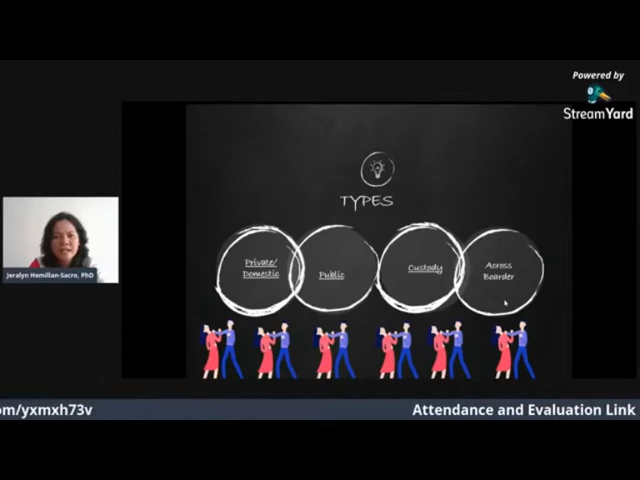 Powered by
StreamYard
TYPES
Private/
Domestic
Public
Custody
Across
Boarder
Jeralyn Hemillan-Sacro, PhD
om/yxmxh73v
Attendance and Evaluation Link